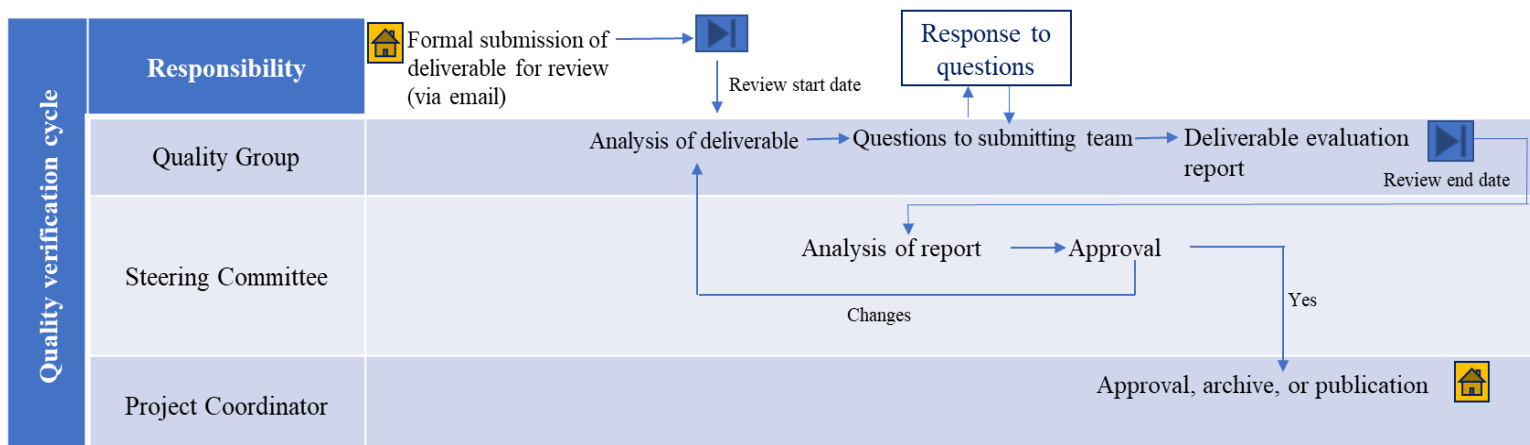 Quality verification cycle
Responsibility
Formal submission of
deliverable for review
(via email)
Review start date
Response to
questions
Quality Group
Analysis of deliverable
Questions to submitting team
Deliverable evaluation
report
Review end date
Steering Committee
Analysis of report
Approval
Changes
Yes
Project Coordinator
Approval, archive, or publication